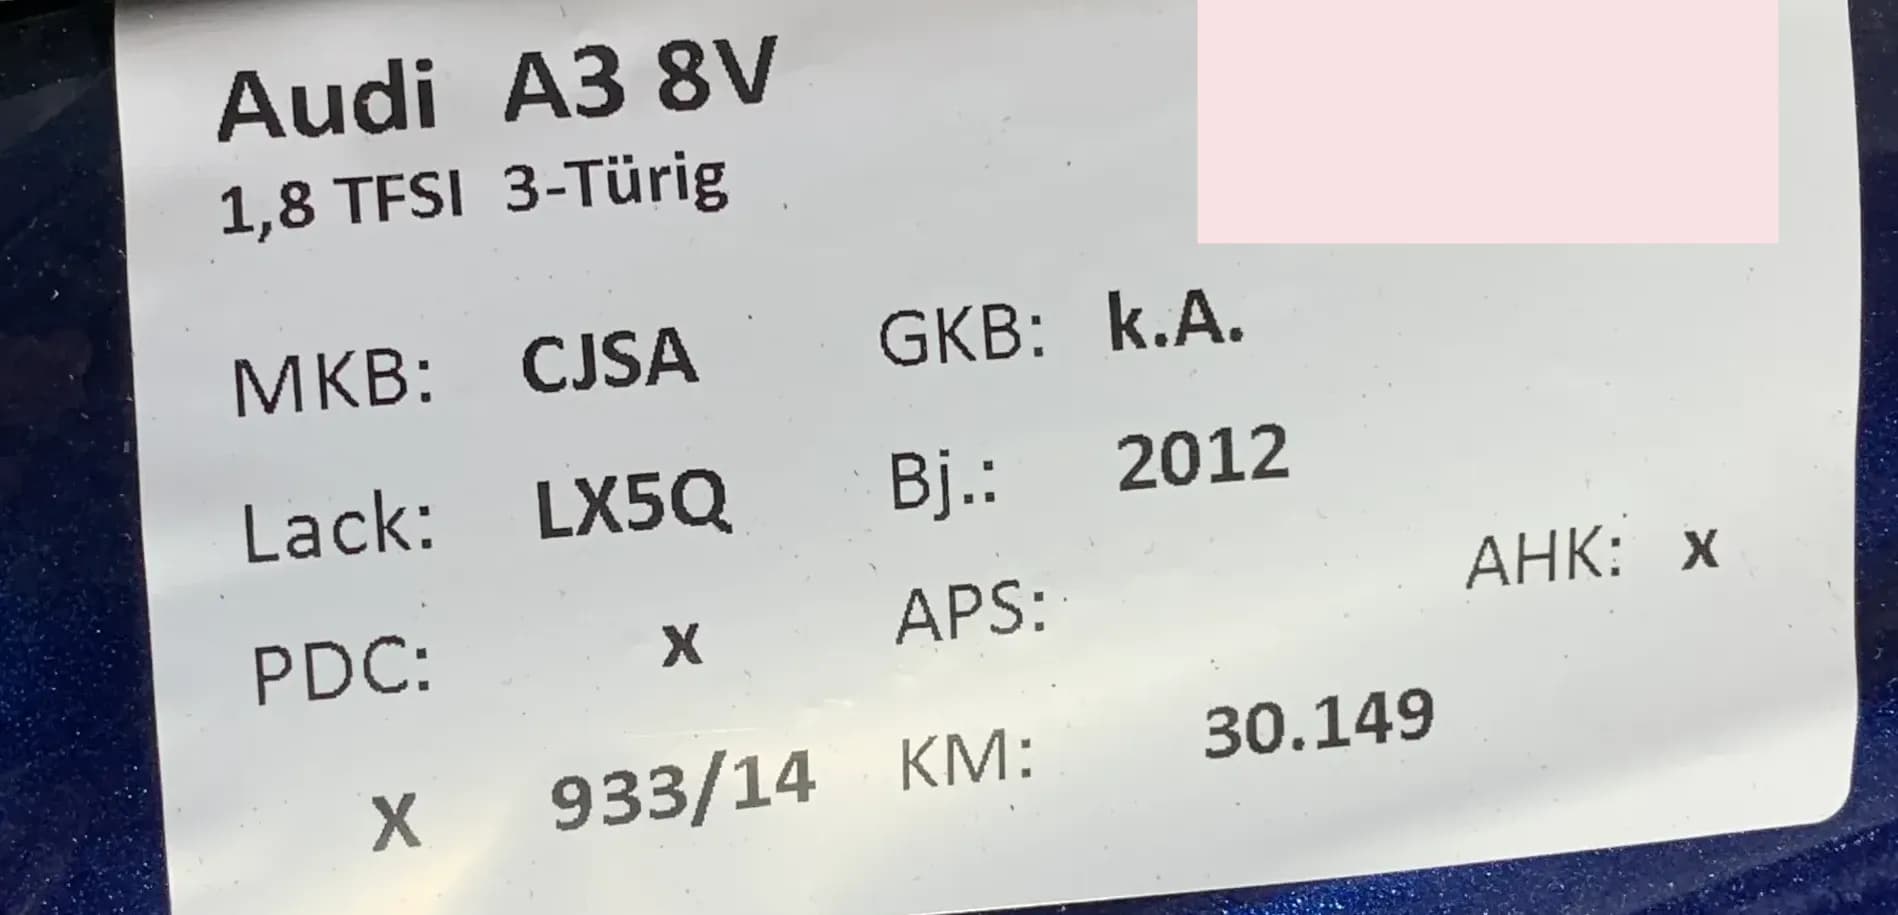 Audi A3 8V
1,8 TFSI 3-Türig
MKB: CJSA GKB: k.A.
Lack: LX5Q Bj.: 2012
PDC: x APS: AHK: x
X 933/14 KM: 30.149